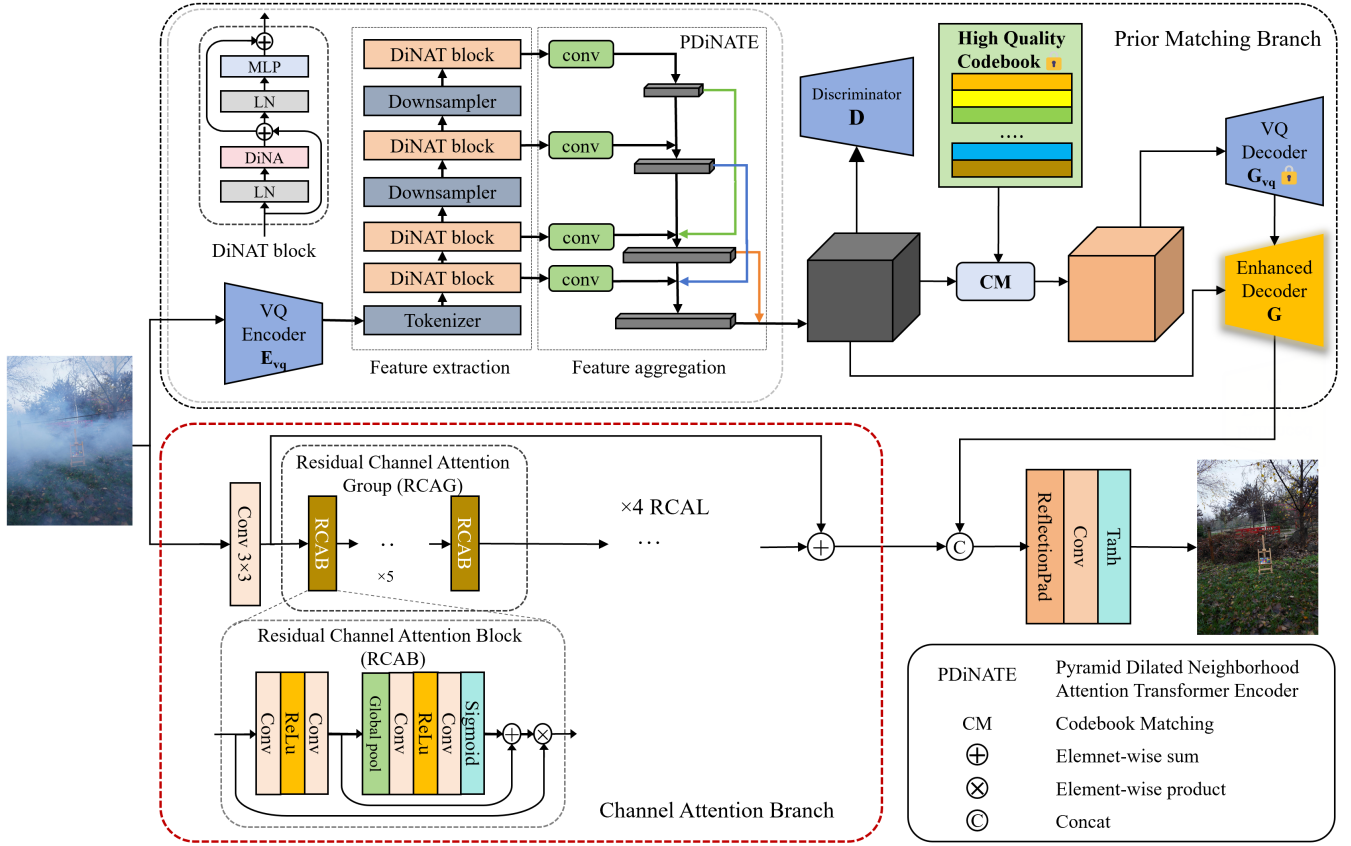 Prior Matching Branch
PDiNATE
MLP
LN
DiNA
LN
DiNAT block
DiNAT block
Downsampler
DiNAT block
Downsampler
DiNAT block
DiNAT block
Tokenizer
Feature extraction
conv
conv
conv
conv
Feature aggregation
VQ
Encoder
Evq
Discriminator
D
High Quality
Codebook
....
CM
VQ
Decoder
Gvq
Enhanced
Decoder
G
Conv 3×3
Residual Channel Attention
Group (RCAG)
RCAB
..
×5
RCAB
×4 RCAL
...
C
ReflectionPad
Conv
Tanh
Residual Channel Attention Block
(RCAB)
Conv
ReLu
Conv
Global pool
Conv
ReLu
Conv
Sigmoid
Channel Attention Branch
PDiNATE Pyramid Dilated Neighborhood
Attention Transformer Encoder
CM Codebook Matching
Elemnet-wise sum
Element-wise product
C Concat